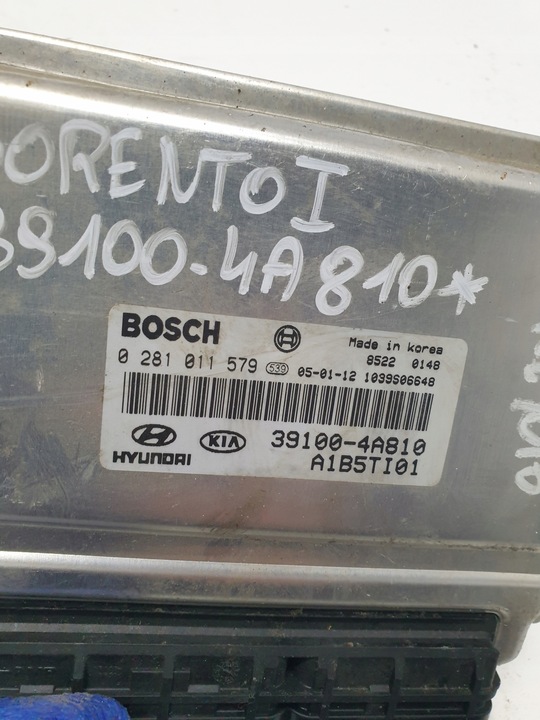 ORENTO I
39100-4A810*
BOSCH
Made in korea
0 281 011 579 539 05-01-12
8522 0148
1039S06648
HYUNDAI KIA 39100-4A810
A1B5TI01